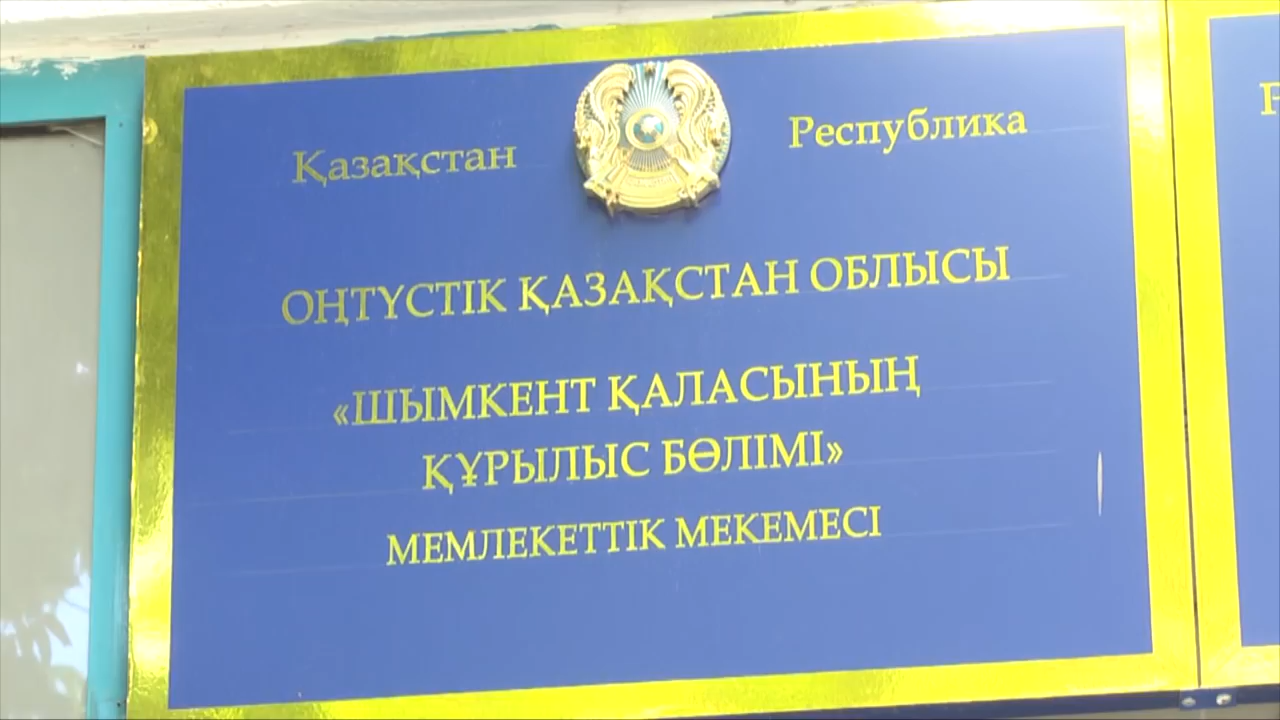 Қазақстан Республика
ОҢТҮСТІК ҚАЗАҚСТАН ОБЛЫСЫ
«ШЫМКЕНТ ҚАЛАСЫНЫҢ
ҚҰРЫЛЫС БӨЛІМІ»
МЕМЛЕКЕТТІК МЕКЕМЕСІ